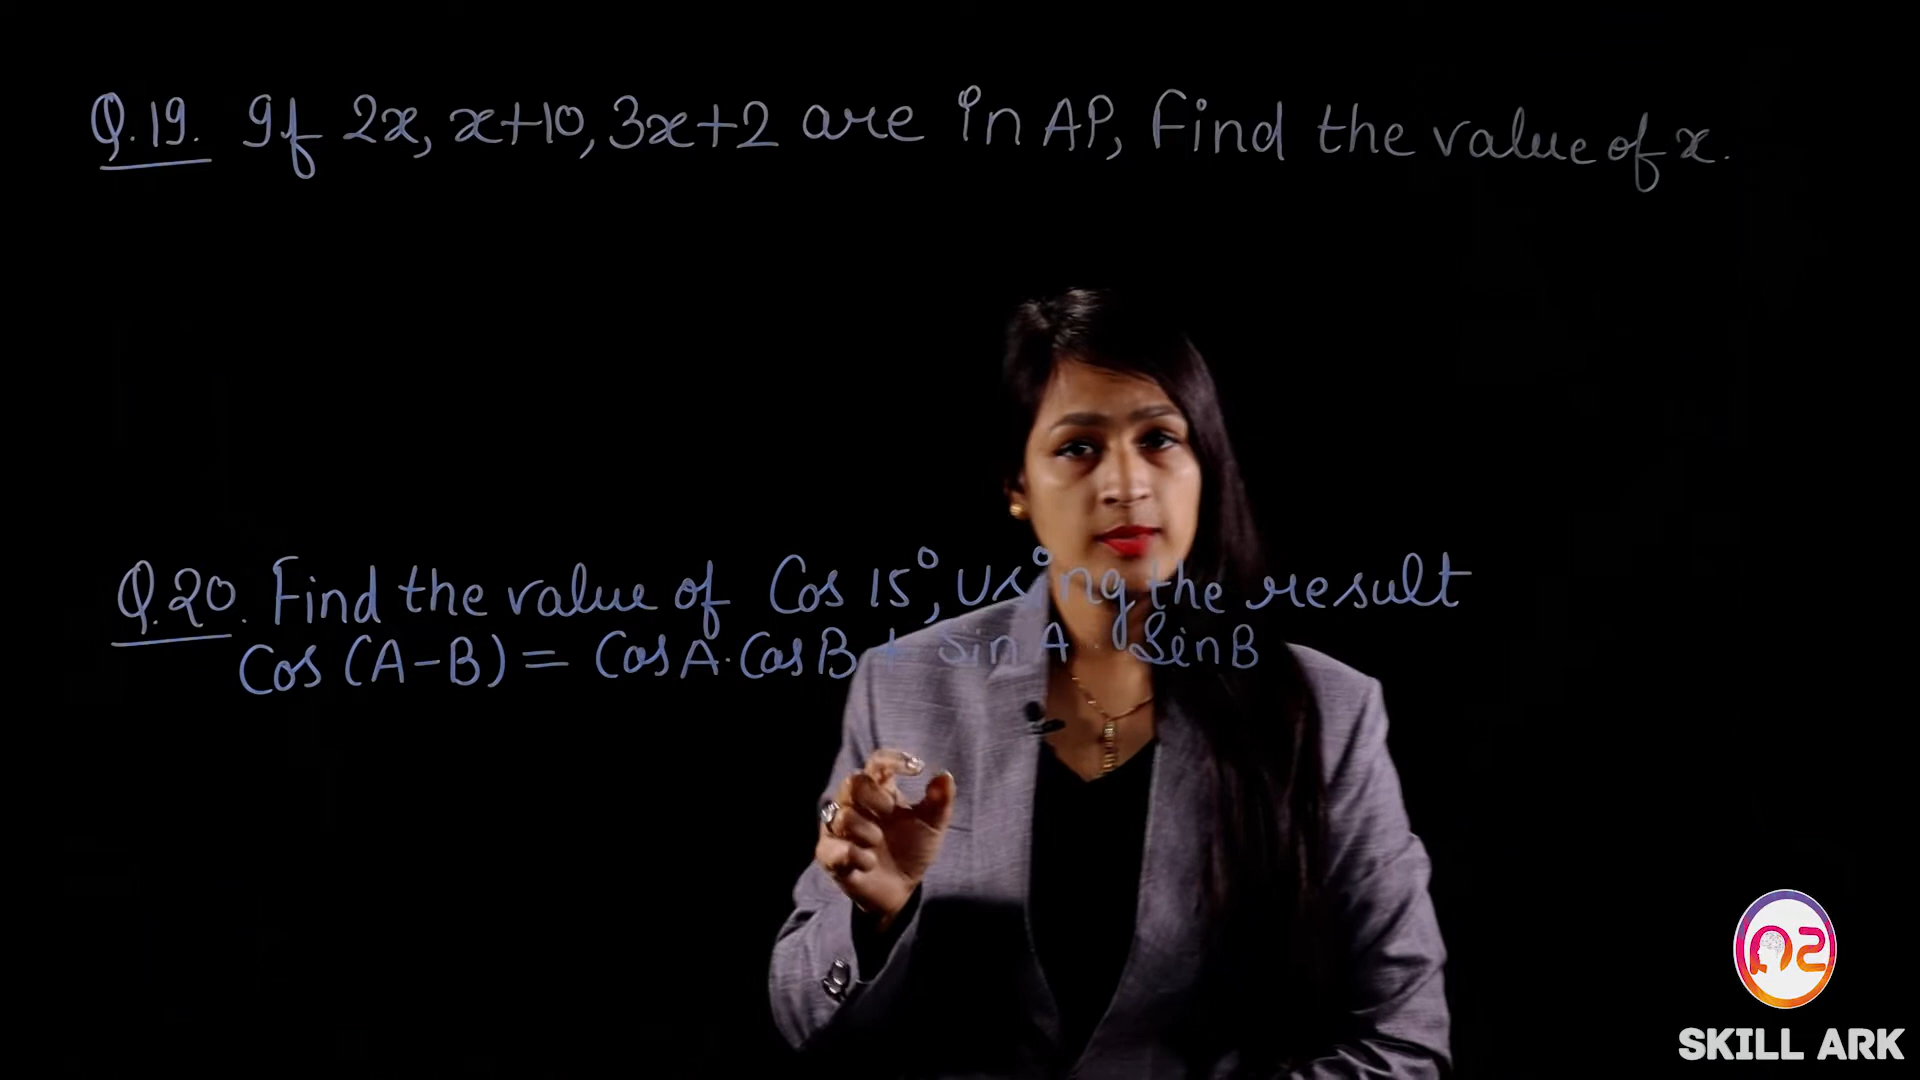 Q.19. If 2x, x+10, 3x+2 are in AP, Find the value of x.
Q.20. Find the value of Cos 15°, Using the result
Cos (A-B) = Cos A. Cos B + Sin A . Sin B
SKILL ARK